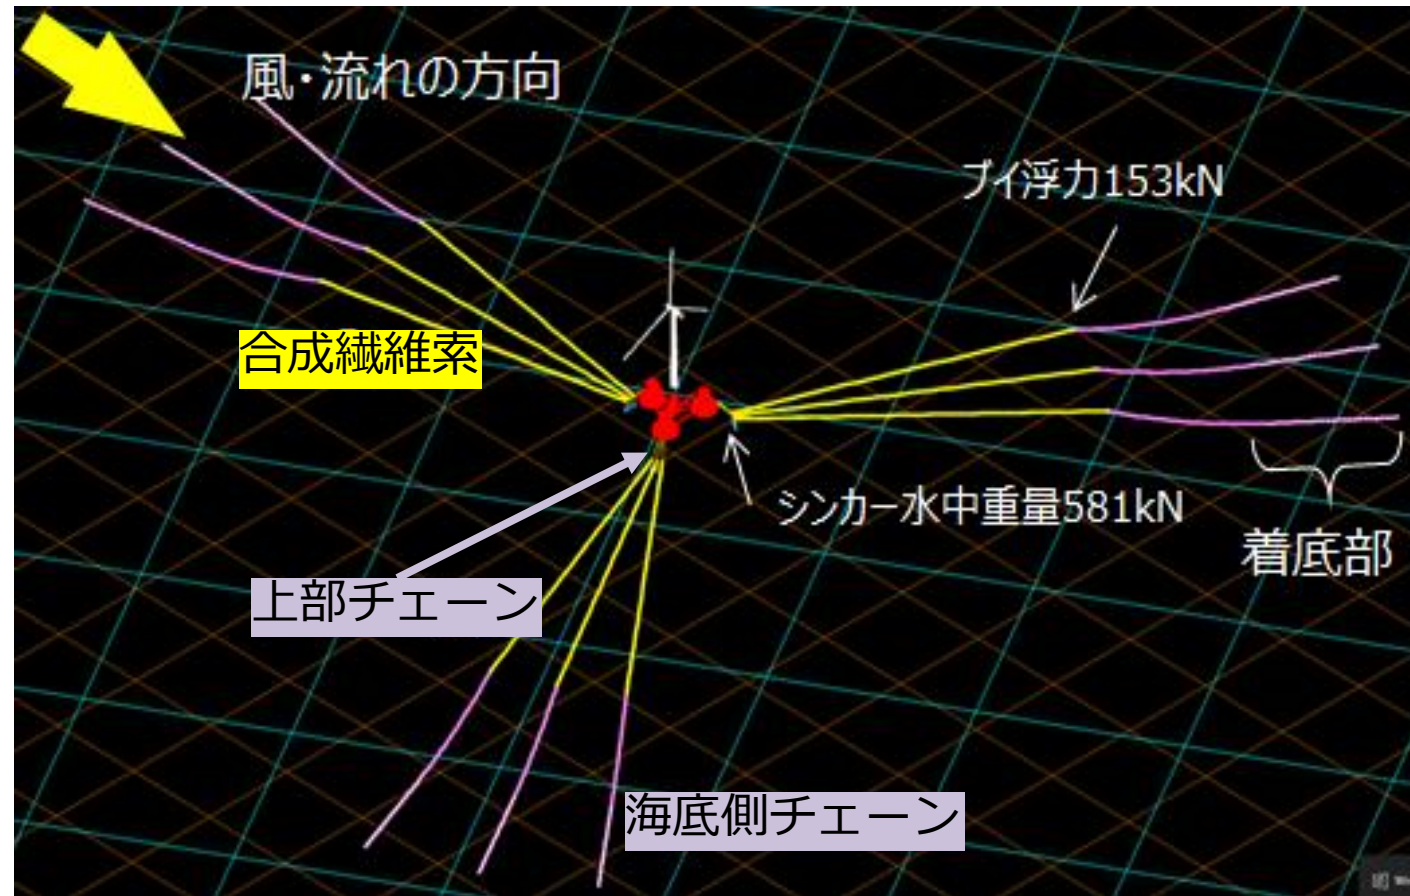 風・流れの方向
ブイ浮力153kN
合成繊維索
シンカー水中重量581kN
着底部
上部チェーン
海底側チェーン